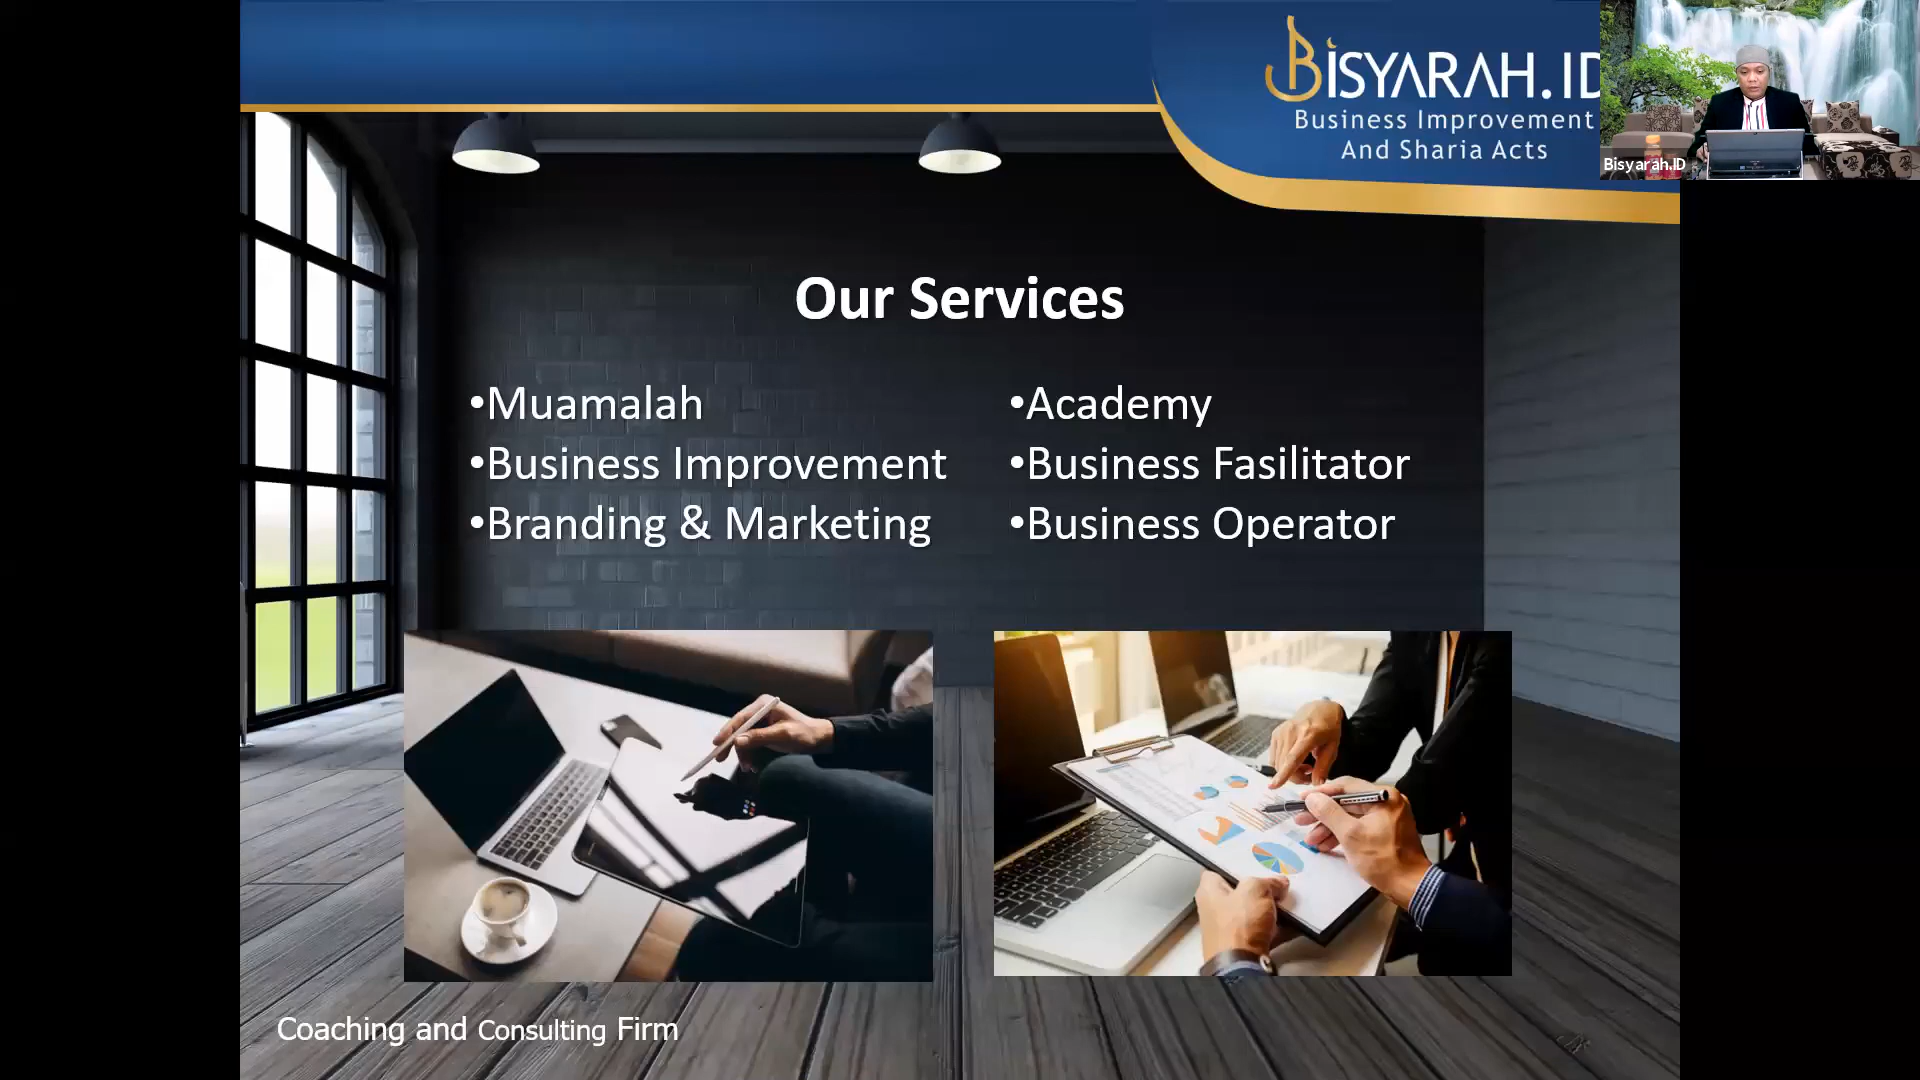 BISYARAH.ID
Business Improvement
And Sharia Acts
Bisyarah.ID
Our Services
•Muamalah
•Business Improvement
•Branding & Marketing
•Academy
•Business Fasilitator
•Business Operator
Coaching and Consulting Firm